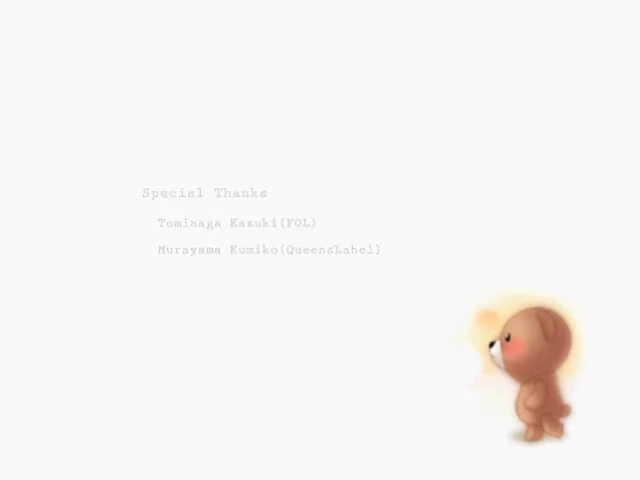 Special Thanks
Tominaga Kazuki(FOL)
Murayama Kumiko(QueensLabel)